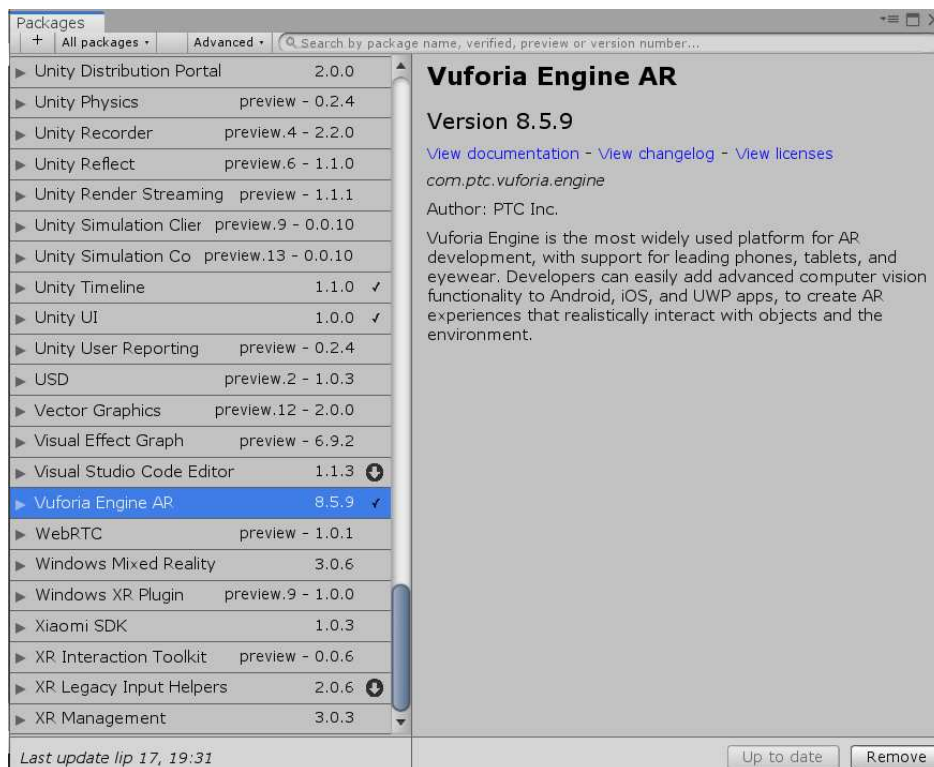 Packages
+ All packages Advanced Search by package name, verified, preview or version number...
Unity Distribution Portal 2.0.0
Unity Physics preview - 0.2.4
Unity Recorder preview.4 - 2.2.0
Unity Reflect preview.6 - 1.1.0
Unity Render Streaming preview - 1.1.1
Unity Simulation Clier preview.9 - 0.0.10
Unity Simulation Co preview.13 - 0.0.10
Unity Timeline 1.1.0 ✓
Unity UI 1.0.0 ✓
Unity User Reporting preview - 0.2.4
USD preview.2 - 1.0.3
Vector Graphics preview.12 - 2.0.0
Visual Effect Graph preview - 6.9.2
Visual Studio Code Editor 1.1.3
Vuforia Engine AR 8.5.9 ✓
WebRTC preview - 1.0.1
Windows Mixed Reality 3.0.6
Windows XR Plugin preview.9 - 1.0.0
Xiaomi SDK 1.0.3
XR Interaction Toolkit preview - 0.0.6
XR Legacy Input Helpers 2.0.6
XR Management 3.0.3
Last update lip 17, 19:31
Vuforia Engine AR
Version 8.5.9
View documentation - View changelog - View licenses
com.ptc.vuforia.engine
Author: PTC Inc.
Vuforia Engine is the most widely used platform for AR
development, with support for leading phones, tablets, and
eyewear. Developers can easily add advanced computer vision
functionality to Android, iOS, and UWP apps, to create AR
experiences that realistically interact with objects and the
environment.
Up to date Remove